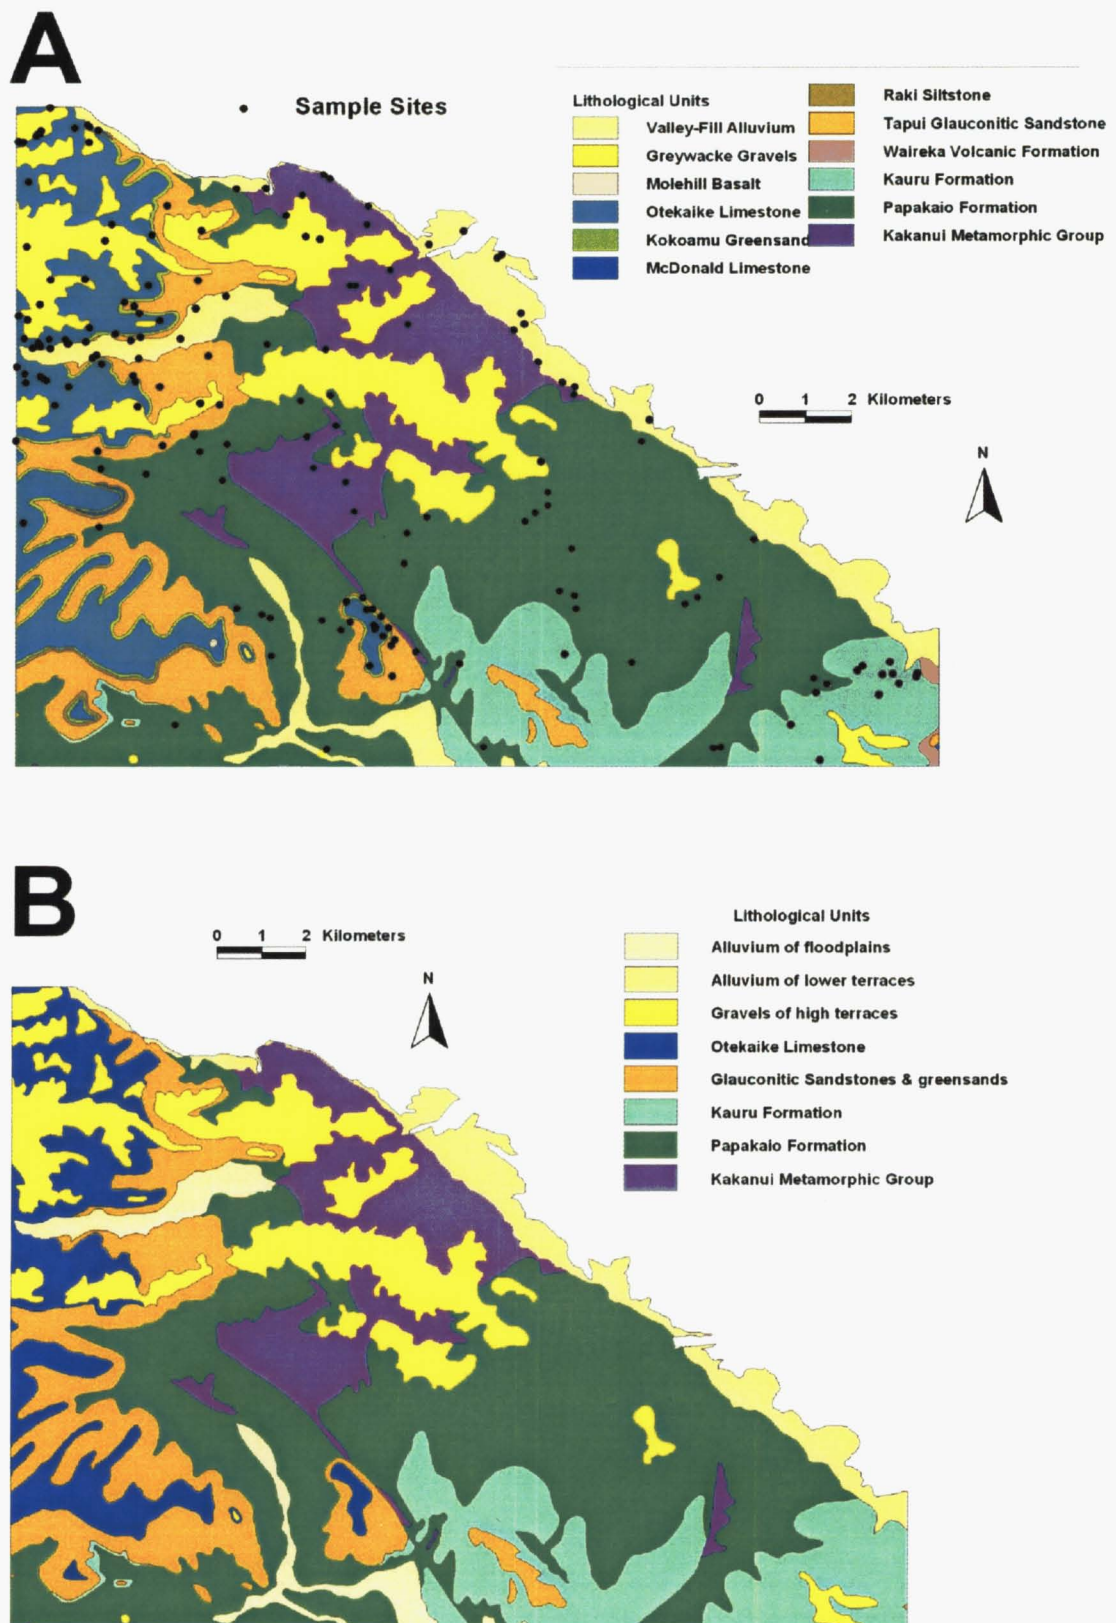 A
Sample Sites
Lithological Units
Valley-Fill Alluvium
Greywacke Gravels
Molehill Basalt
Otekaike Limestone
Kokoamu Greensand
McDonald Limestone
Raki Siltstone
Tapui Glauconitic Sandstone
Waireka Volcanic Formation
Kauru Formation
Papakaio Formation
Kakanui Metamorphic Group
0 1 2 Kilometers
N
B
0 1 2 Kilometers
N
Lithological Units
Alluvium of floodplains
Alluvium of lower terraces
Gravels of high terraces
Otekaike Limestone
Glauconitic Sandstones & greensands
Kauru Formation
Papakaio Formation
Kakanui Metamorphic Group